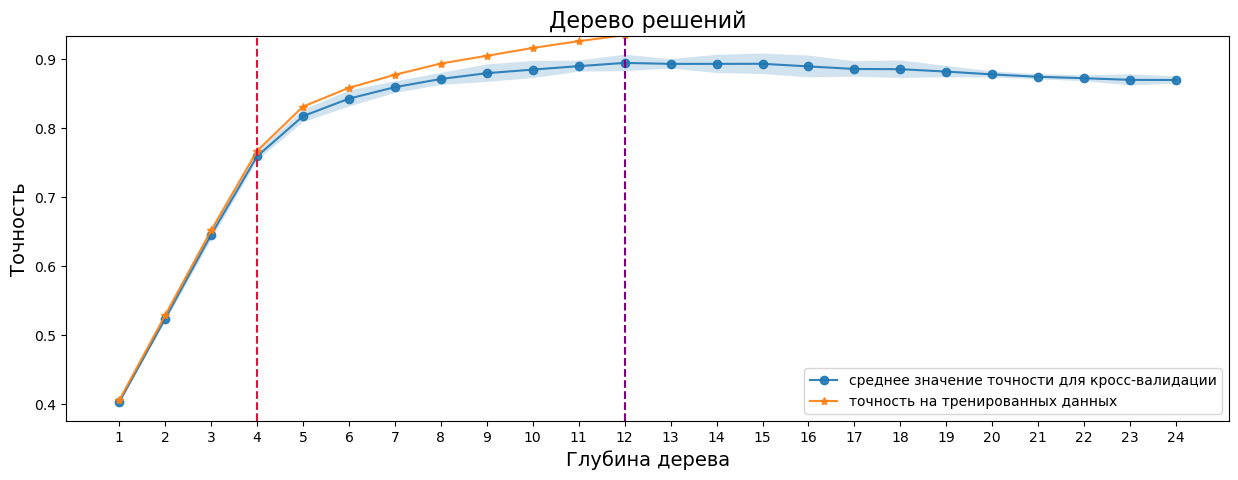 Дерево решений
Точность
0.9
0.8
0.7
0.6
0.5
0.4
среднее значение точности для кросс-валидации
точность на тренированных данных
1 2 3 4 5 6 7 8 9 10 11 12 13 14 15 16 17 18 19 20 21 22 23 24
Глубина дерева